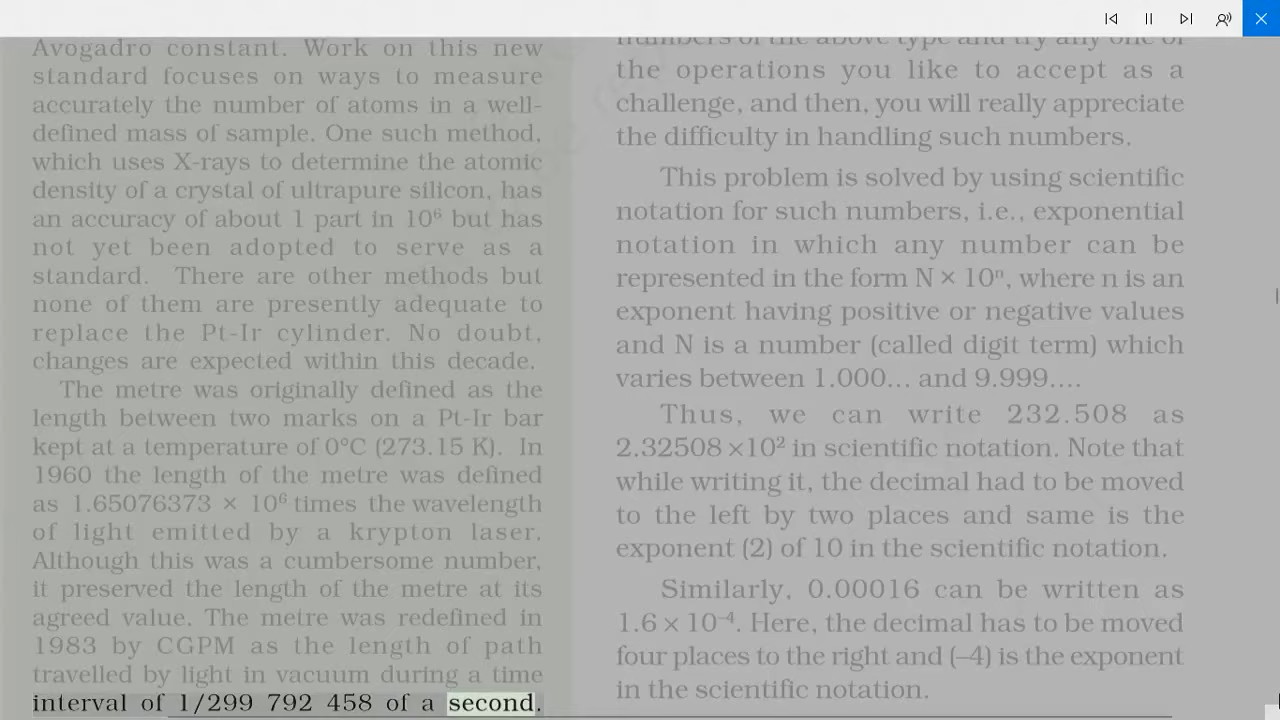 Avogadro constant. Work on this new
standard focuses on ways to measure
accurately the number of atoms in a well-
defined mass of sample. One such method,
which uses X-rays to determine the atomic
density of a crystal of ultrapure silicon, has
an accuracy of about 1 part in 10⁶ but has
not yet been adopted to serve as a
standard. There are other methods but
none of them are presently adequate to
replace the Pt-Ir cylinder. No doubt,
changes are expected within this decade.
The metre was originally defined as the
length between two marks on a Pt-Ir bar
kept at a temperature of 0°C (273.15 K). In
1960 the length of the metre was defined
as 1.65076373 × 10⁶ times the wavelength
of light emitted by a krypton laser.
Although this was a cumbersome number,
it preserved the length of the metre at its
agreed value. The metre was redefined in
1983 by CGPM as the length of path
travelled by light in vacuum during a time
interval of 1/299 792 458 of a second.
numbers of the above type and try any one of
the operations you like to accept as a
challenge, and then, you will really appreciate
the difficulty in handling such numbers.
This problem is solved by using scientific
notation for such numbers, i.e., exponential
notation in which any number can be
represented in the form N × 10ⁿ, where n is an
exponent having positive or negative values
and N is a number (called digit term) which
varies between 1.000... and 9.999....
Thus, we can write 232.508 as
2.32508 ×10² in scientific notation. Note that
while writing it, the decimal had to be moved
to the left by two places and same is the
exponent (2) of 10 in the scientific notation.
Similarly, 0.00016 can be written as
1.6 × 10⁻⁴. Here, the decimal has to be moved
four places to the right and (–4) is the exponent
in the scientific notation.